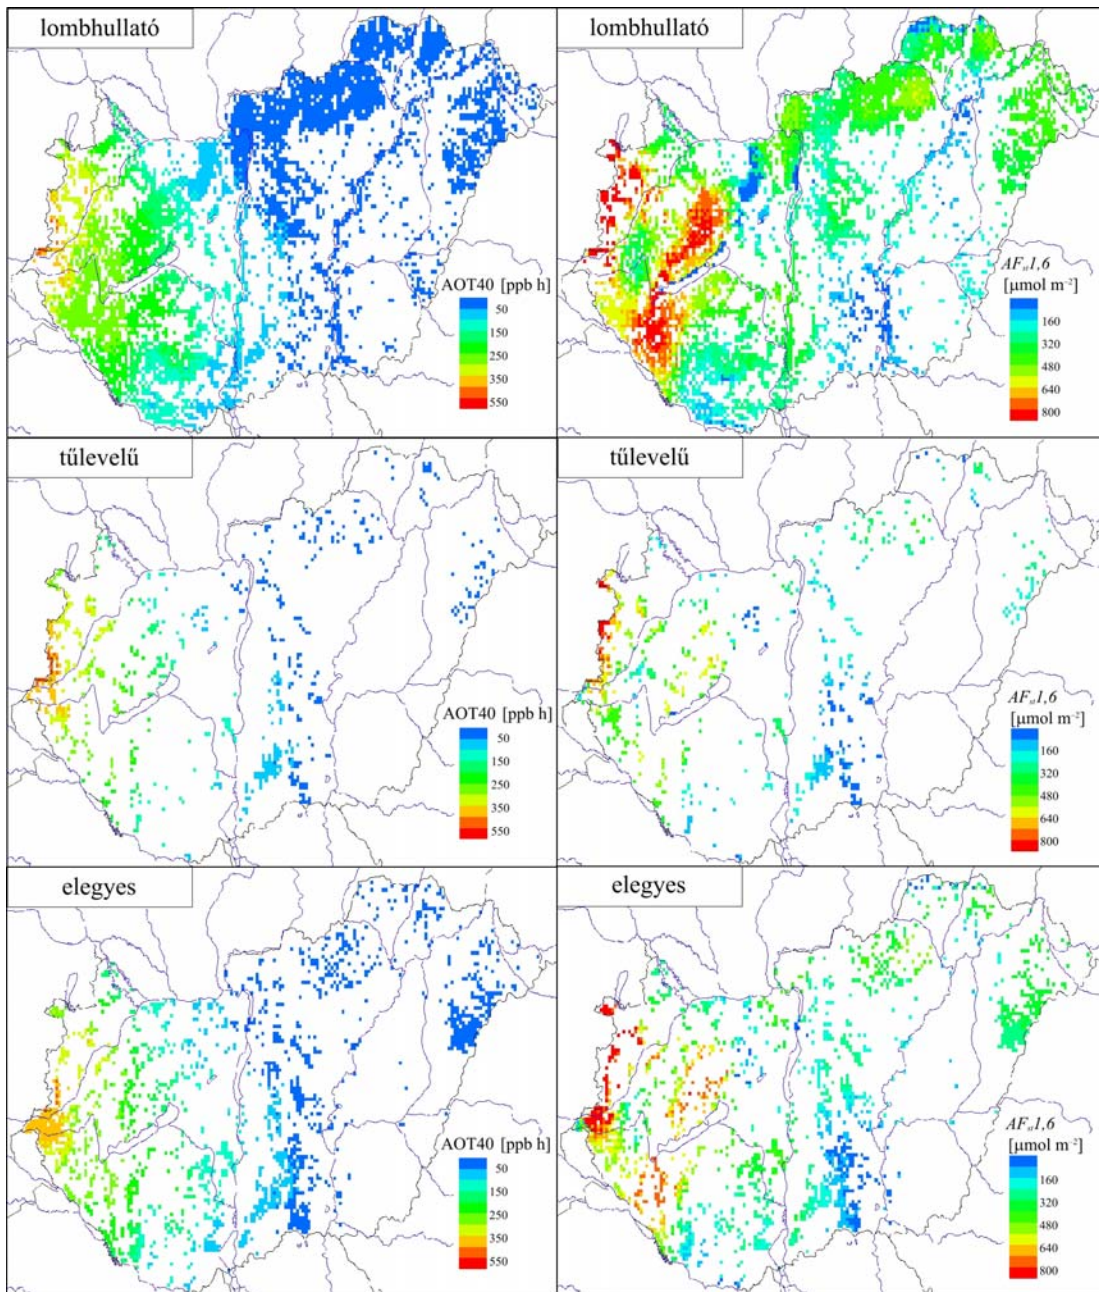 lombhullató
AOT40 [ppb h]
50
150
250
350
550
lombhullató
AFst1,6
[µmol m⁻²]
160
320
480
640
800
tűlevelű
AOT40 [ppb h]
50
150
250
350
550
tűlevelű
AFst1,6
[µmol m⁻²]
160
320
480
640
800
elegyes
AOT40 [ppb h]
50
150
250
350
550
elegyes
AFst1,6
[µmol m⁻²]
160
320
480
640
800